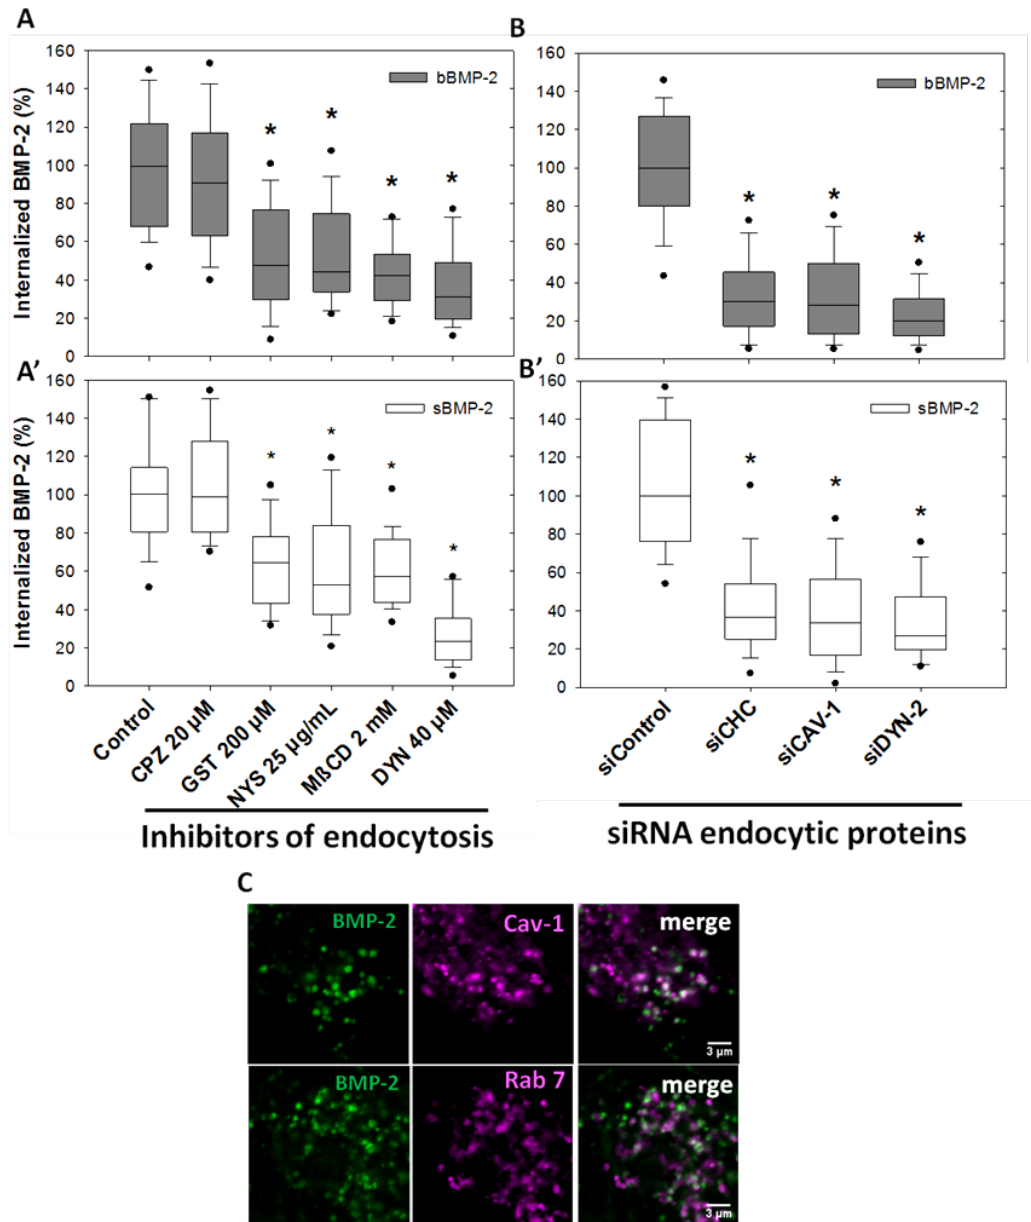 A
Internalized BMP-2 (%)
160
140
120
100
80
60
40
20
0
bBMP-2
*
*
*
*
B
160
140
120
100
80
60
40
20
0
bBMP-2
*
*
*
A'
Internalized BMP-2 (%)
160
140
120
100
80
60
40
20
0
sBMP-2
*
*
*
*
Control
CPZ 20 µM
GST 200 µM
NYS 25 µg/mL
MßCD 2 mM
DYN 40 µM
Inhibitors of endocytosis
B'
160
140
120
100
80
60
40
20
0
sBMP-2
*
*
*
siControl
siCHC
siCAV-1
siDYN-2
siRNA endocytic proteins
C
BMP-2
Cav-1
merge
3 µm
BMP-2
Rab 7
merge
3 µm